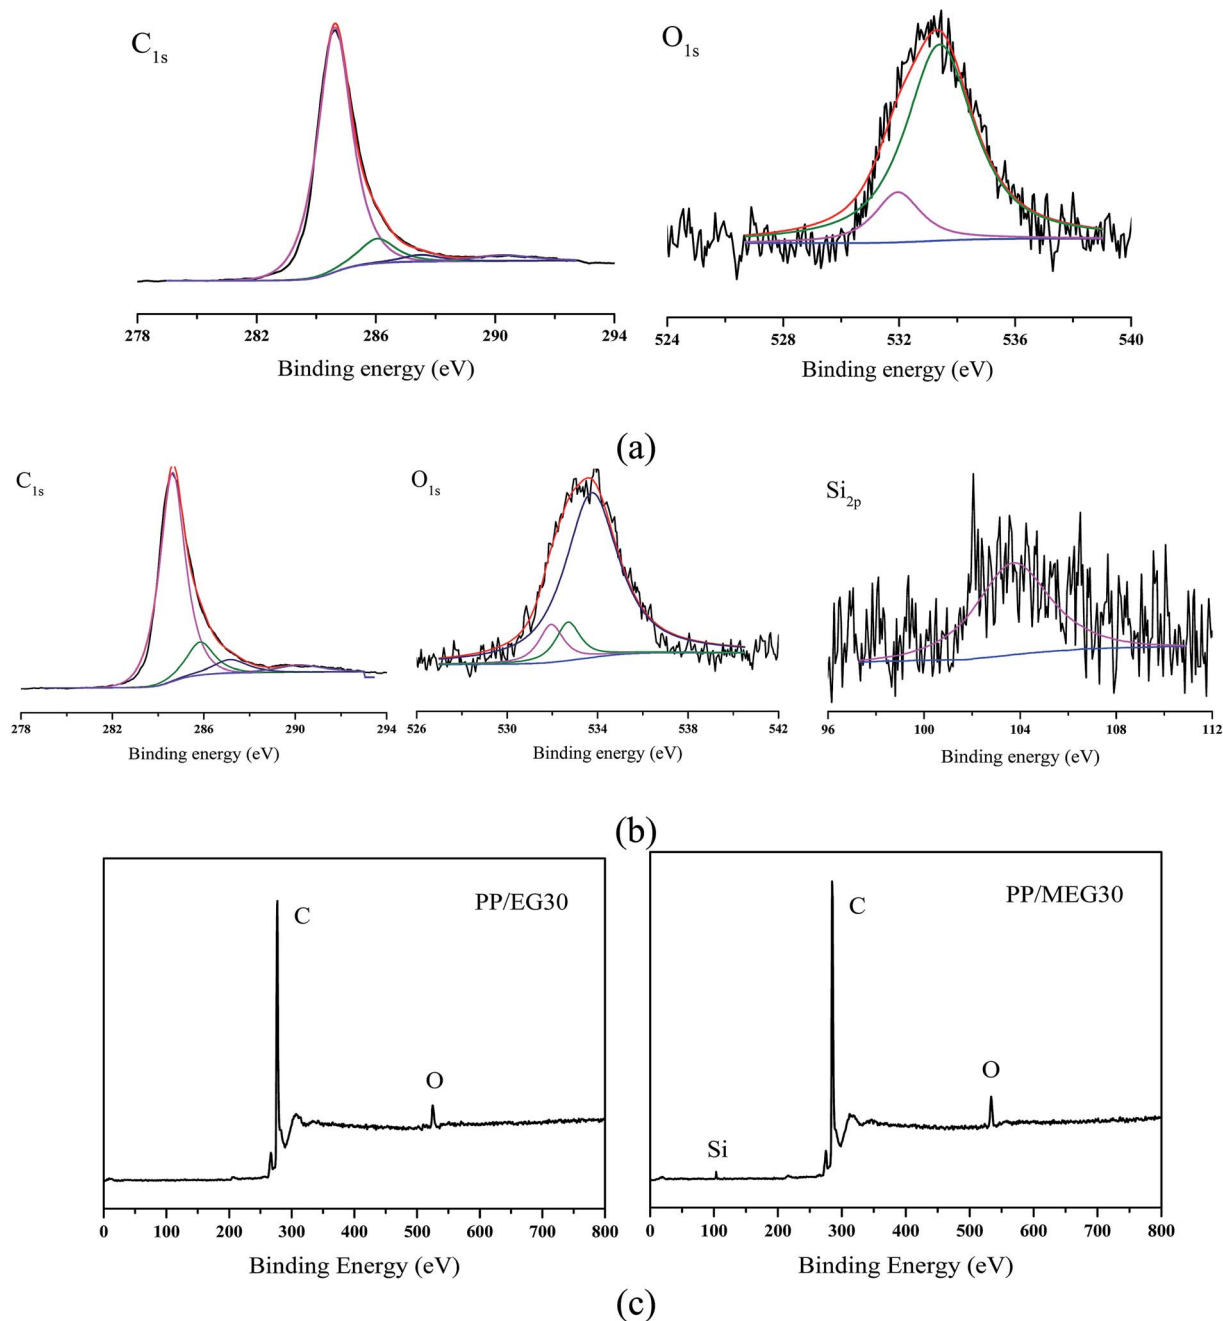 C1s
O1s
278 282 286 290 294
524 528 532 536 540
Binding energy (eV)
Binding energy (eV)
(a)
C1s
O1s
Si2p
278 282 286 290 294
526 530 534 538 542
96 100 104 108 112
Binding energy (eV)
Binding energy (eV)
Binding energy (eV)
(b)
PP/EG30
C
O
0 100 200 300 400 500 600 700 800
Binding Energy (eV)
PP/MEG30
C
O
Si
0 100 200 300 400 500 600 700 800
Binding Energy (eV)
(c)